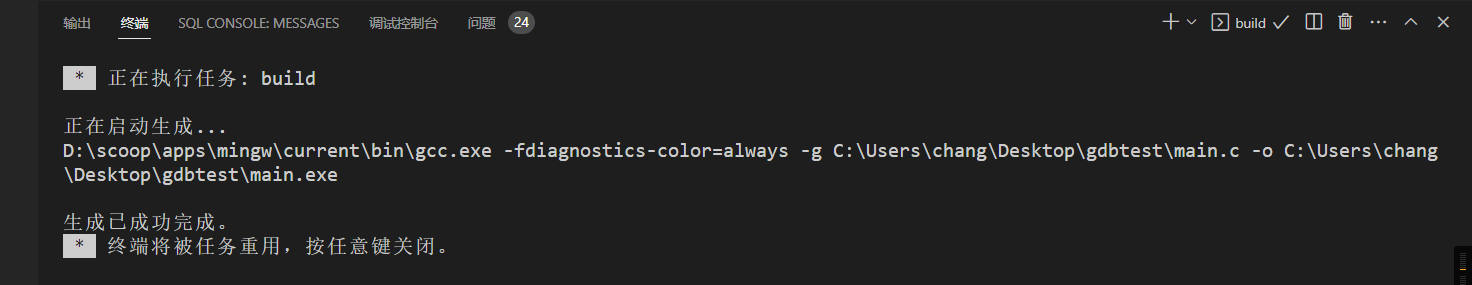 输出 终端 SQL CONSOLE: MESSAGES 调试控制台 问题 24 build
* 正在执行任务: build
正在启动生成...
D:\scoop\apps\mingw\current\bin\gcc.exe -fdiagnostics-color=always -g C:\Users\chang\Desktop\gdbtest\main.c -o C:\Users\chang
\Desktop\gdbtest\main.exe
生成已成功完成。
* 终端将被任务重用，按任意键关闭。